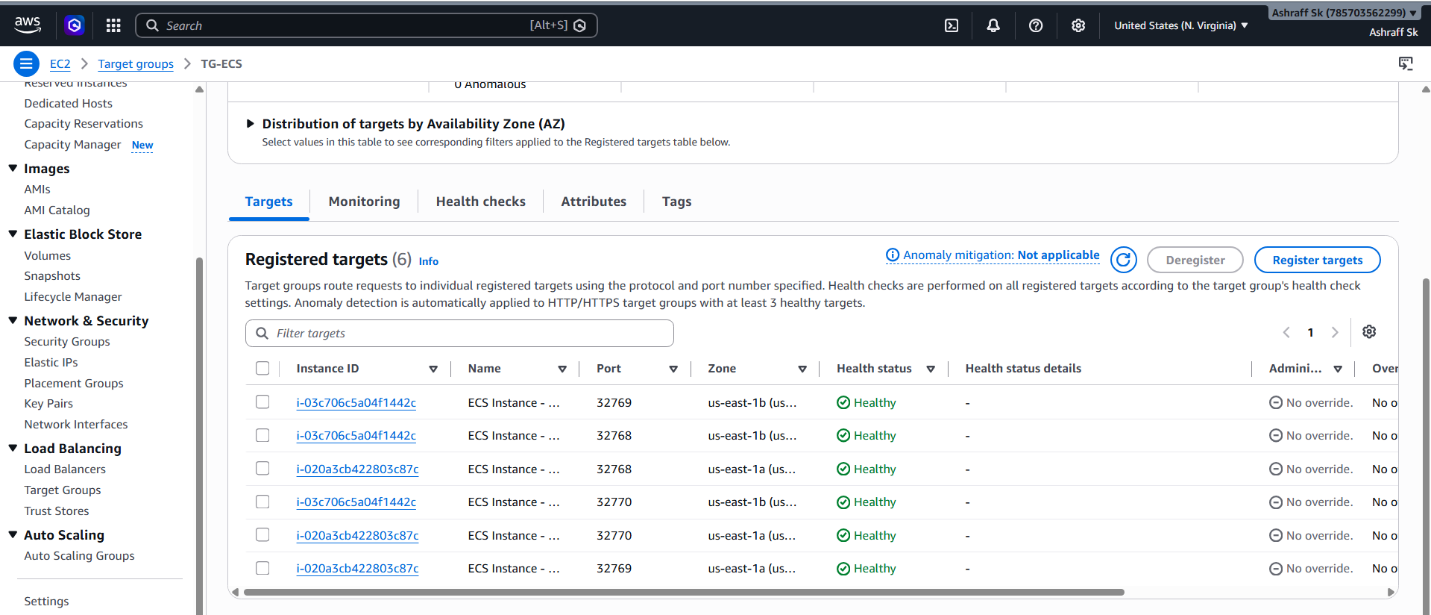 aws Search [Alt+S] United States (N. Virginia) Ashraff Sk (785703562299)
Ashraff Sk
EC2 Target groups TG-ECS
Reserved Instances
Dedicated Hosts
Capacity Reservations
Capacity Manager New
Images
AMIs
AMI Catalog
Elastic Block Store
Volumes
Snapshots
Lifecycle Manager
Network & Security
Security Groups
Elastic IPs
Placement Groups
Key Pairs
Network Interfaces
Load Balancing
Load Balancers
Target Groups
Trust Stores
Auto Scaling
Auto Scaling Groups
Settings
0 Anomalous
Distribution of targets by Availability Zone (AZ)
Select values in this table to see corresponding filters applied to the Registered targets table below.
Targets Monitoring Health checks Attributes Tags
Registered targets (6) Info Anomaly mitigation: Not applicable Deregister Register targets
Target groups route requests to individual registered targets using the protocol and port number specified. Health checks are performed on all registered targets according to the target group's health check
settings. Anomaly detection is automatically applied to HTTP/HTTPS target groups with at least 3 healthy targets.
Filter targets 1
Instance ID Name Port Zone Health status Health status details Admini... Over
i-03c706c5a04f1442c ECS Instance - ... 32769 us-east-1b (us... Healthy - No override. No o
i-03c706c5a04f1442c ECS Instance - ... 32768 us-east-1b (us... Healthy - No override. No o
i-020a3cb422803c87c ECS Instance - ... 32768 us-east-1a (us... Healthy - No override. No o
i-03c706c5a04f1442c ECS Instance - ... 32770 us-east-1b (us... Healthy - No override. No o
i-020a3cb422803c87c ECS Instance - ... 32770 us-east-1a (us... Healthy - No override. No o
i-020a3cb422803c87c ECS Instance - ... 32769 us-east-1a (us... Healthy - No override. No o